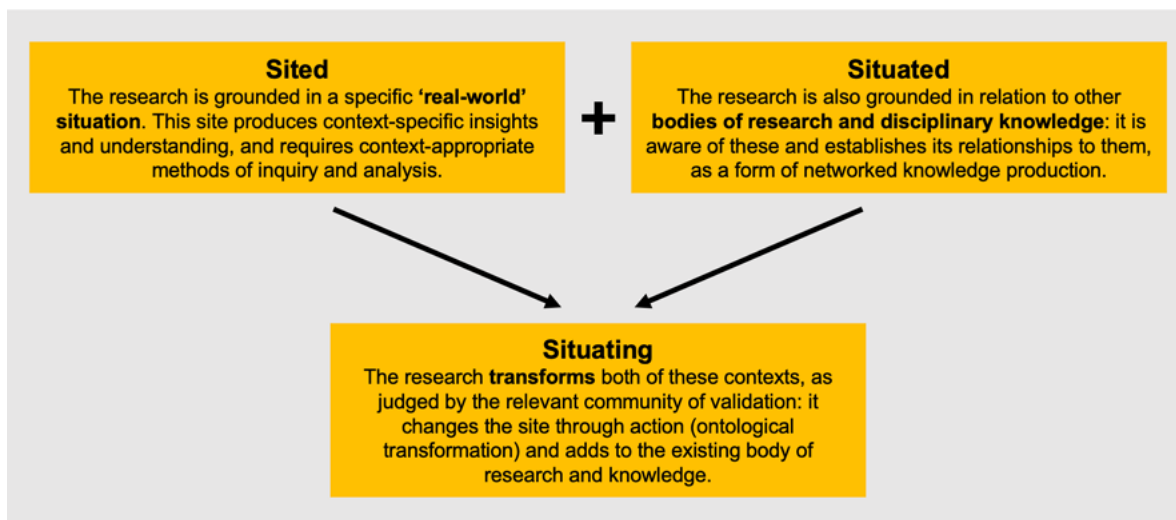 Sited
The research is grounded in a specific ‘real-world’
situation. This site produces context-specific insights
and understanding, and requires context-appropriate
methods of inquiry and analysis.
+
Situated
The research is also grounded in relation to other
bodies of research and disciplinary knowledge: it is
aware of these and establishes its relationships to them,
as a form of networked knowledge production.
Situating
The research transforms both of these contexts, as
judged by the relevant community of validation: it
changes the site through action (ontological
transformation) and adds to the existing body of
research and knowledge.